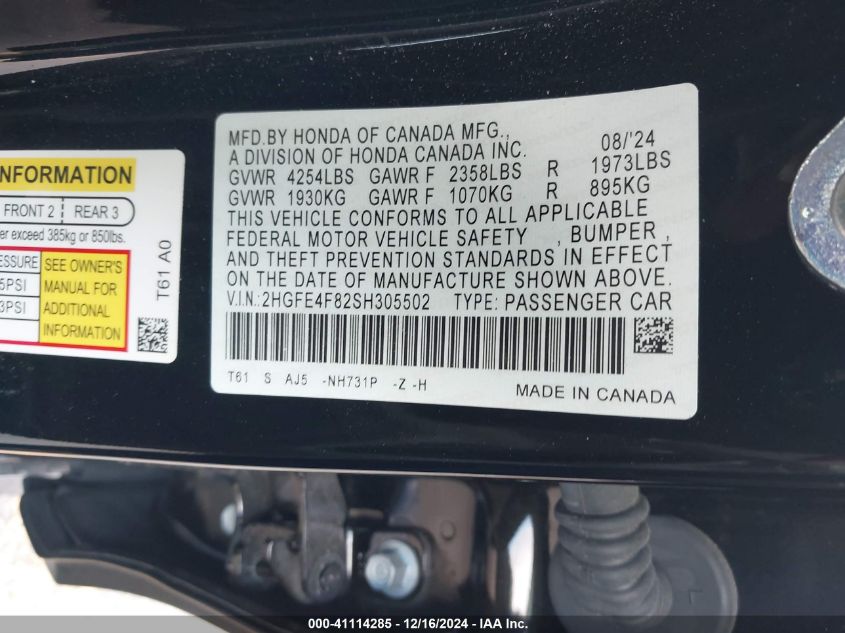 INFORMATION
FRONT 2 REAR 3
exceed 385kg or 850lbs.
SEE OWNER'S
MANUAL FOR
ADDITIONAL
INFORMATION
T61 A0
MFD.BY HONDA OF CANADA MFG., 08/'24
A DIVISION OF HONDA CANADA INC.
GVWR 4254LBS GAWR F 2358LBS R 1973LBS
GVWR 1930KG GAWR F 1070KG R 895KG
THIS VEHICLE CONFORMS TO ALL APPLICABLE
FEDERAL MOTOR VEHICLE SAFETY , BUMPER ,
AND THEFT PREVENTION STANDARDS IN EFFECT
ON THE DATE OF MANUFACTURE SHOWN ABOVE.
V.I.N.:2HGFE4F82SH305502 TYPE: PASSENGER CAR
T61 S AJ5 -NH731P -Z -H
MADE IN CANADA
000-41114285 - 12/16/2024 - IAA Inc.